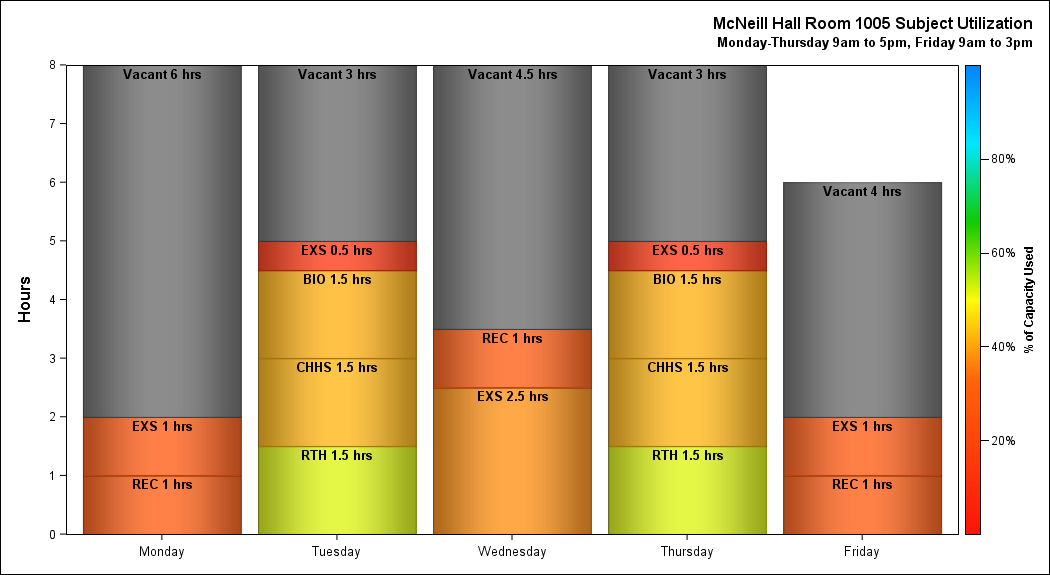 McNeill Hall Room 1005 Subject Utilization
Monday-Thursday 9am to 5pm, Friday 9am to 3pm
8
7
6
5
4
3
2
1
0
Hours
Vacant 6 hrs
EXS 1 hrs
REC 1 hrs
Vacant 3 hrs
EXS 0.5 hrs
BIO 1.5 hrs
CHHS 1.5 hrs
RTH 1.5 hrs
Vacant 4.5 hrs
REC 1 hrs
EXS 2.5 hrs
Vacant 3 hrs
EXS 0.5 hrs
BIO 1.5 hrs
CHHS 1.5 hrs
RTH 1.5 hrs
Vacant 4 hrs
EXS 1 hrs
REC 1 hrs
Monday
Tuesday
Wednesday
Thursday
Friday
80%
60%
40%
20%
% of Capacity Used